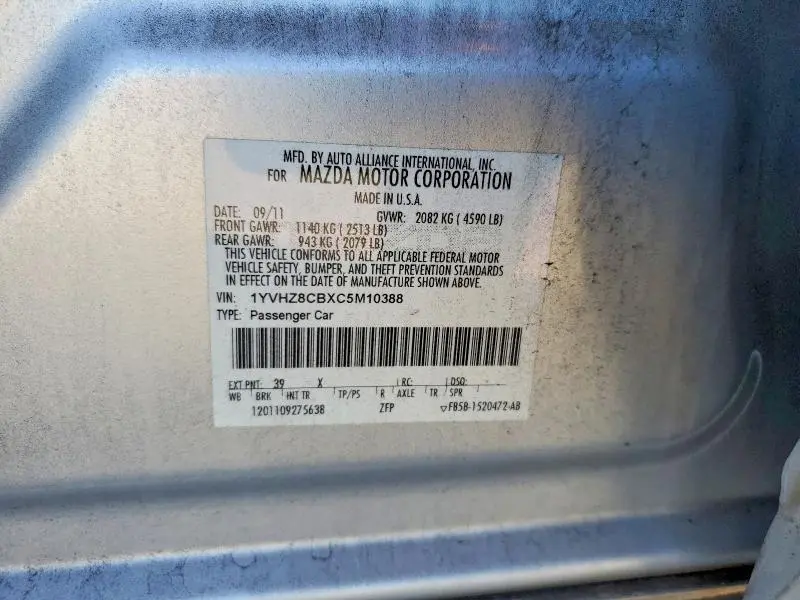 MFD. BY AUTO ALLIANCE INTERNATIONAL, INC.
FOR MAZDA MOTOR CORPORATION
MADE IN U.S.A.
DATE: 09/11 GVWR: 2082 KG ( 4590 LB)
FRONT GAWR: 1140 KG ( 2513 LB)
REAR GAWR: 943 KG ( 2079 LB)
THIS VEHICLE CONFORMS TO ALL APPLICABLE FEDERAL MOTOR
VEHICLE SAFETY, BUMPER, AND THEFT PREVENTION STANDARDS
IN EFFECT ON THE DATE OF MANUFACTURE SHOWN ABOVE.
VIN: 1YVHZ8CBXC5M10388
TYPE: Passenger Car
EXT PNT: 39 X RC: DSO:
WB BRK INT TR TP/PS R AXLE TR SPR
1201109275638 ZFP ▽FB5B-1520472-AB